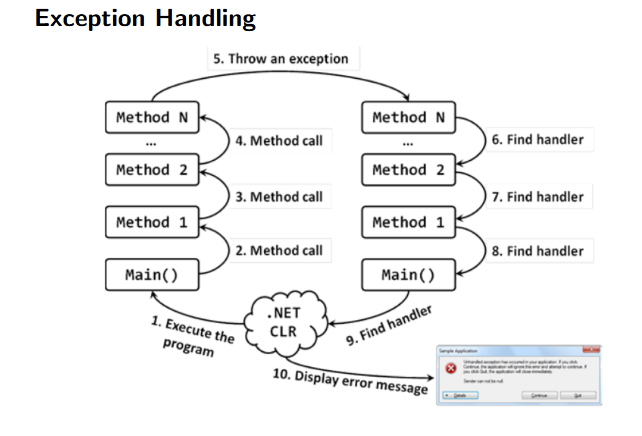 Exception Handling
5. Throw an exception
Method N
...
Method 2
Method 1
Main()
4. Method call
3. Method call
2. Method call
Method N
...
Method 2
Method 1
Main()
6. Find handler
7. Find handler
8. Find handler
.NET
CLR
1. Execute the
program
9. Find handler
10. Display error message
Sample Application
Unhandled exception has occurred in your application. If you click
Continue, the application will ignore this error and attempt to continue. If
you click Quit, the application will close immediately.
Sender can not be null.
Details
Continue
Quit